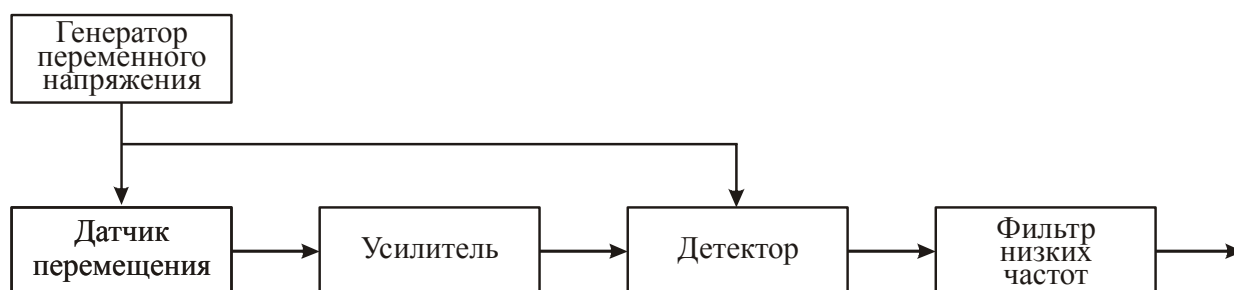 Генератор
переменного
напряжения
Датчик
перемещения
Усилитель
Детектор
Фильтр
низких
частот